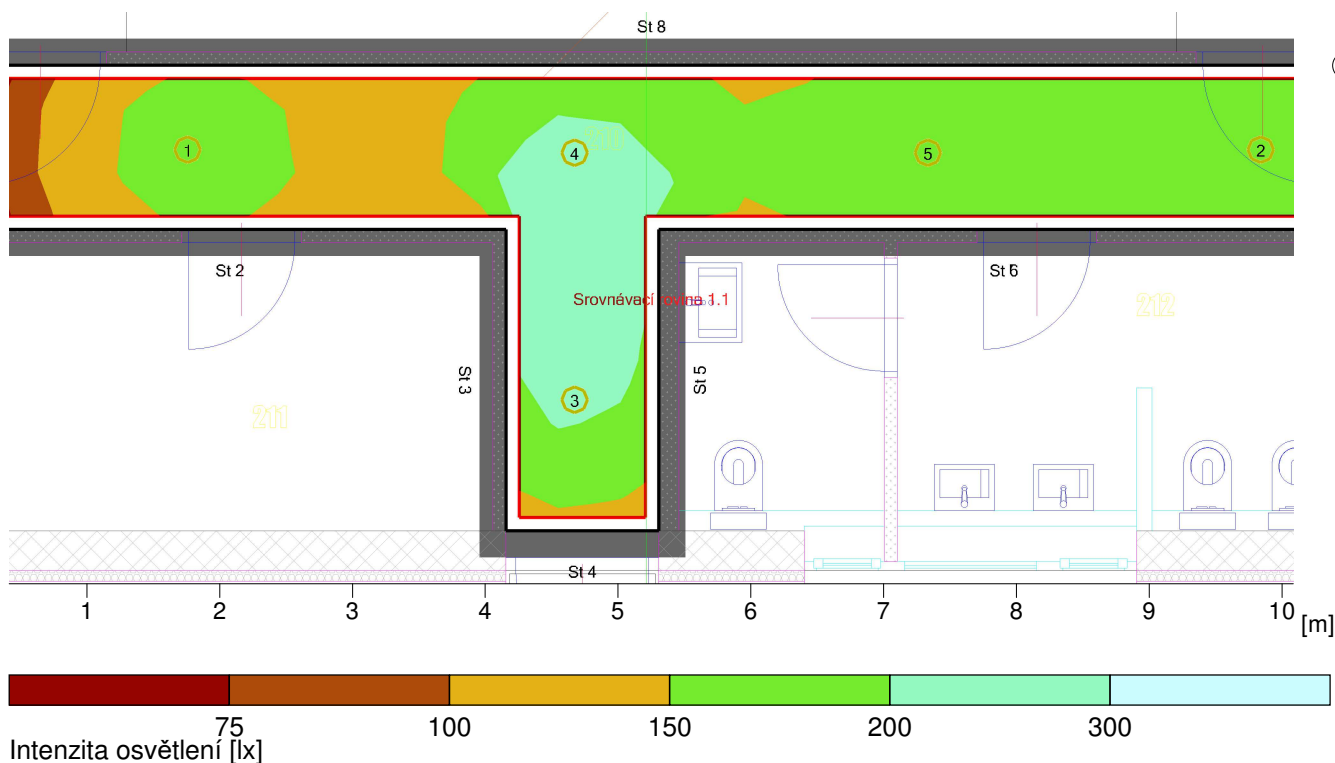 St 8
1
4
5
2
St 2
St 6
Srovnávací rovina 1.1
212
St 3
St 5
3
211
St 4
1 2 3 4 5 6 7 8 9 10
[m]
75 100 150 200 300
Intenzita osvětlení [lx]